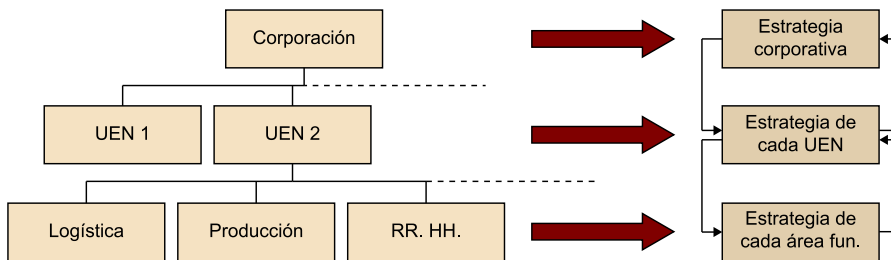 Corporación
Estrategia
corporativa
UEN 1
UEN 2
Estrategia de
cada UEN
Logística
Producción
RR. HH.
Estrategia de
cada área fun.